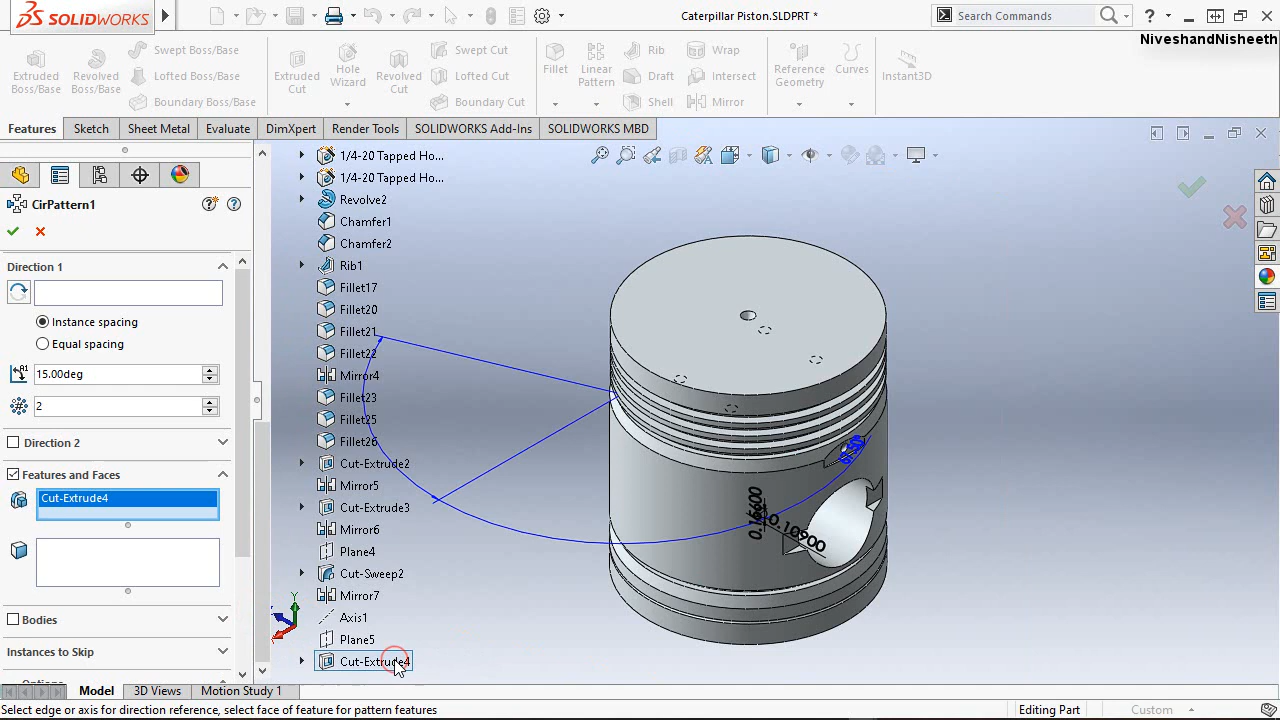 SOLIDWORKS
Caterpillar Piston.SLDPRT *
Search Commands
NiveshandNisheeth
Extruded Boss/Base
Revolved Boss/Base
Swept Boss/Base
Lofted Boss/Base
Boundary Boss/Base
Extruded Cut
Hole Wizard
Revolved Cut
Swept Cut
Lofted Cut
Boundary Cut
Fillet
Linear Pattern
Rib
Draft
Shell
Wrap
Intersect
Mirror
Reference Geometry
Curves
Instant3D
Features
Sketch
Sheet Metal
Evaluate
DimXpert
Render Tools
SOLIDWORKS Add-Ins
SOLIDWORKS MBD
CirPattern1
Direction 1
Instance spacing
Equal spacing
15.00deg
2
Direction 2
Features and Faces
Cut-Extrude4
Bodies
Instances to Skip
1/4-20 Tapped Ho...
1/4-20 Tapped Ho...
Revolve2
Chamfer1
Chamfer2
Rib1
Fillet17
Fillet20
Fillet21
Fillet22
Mirror4
Fillet23
Fillet25
Fillet26
Cut-Extrude2
Mirror5
Cut-Extrude3
Mirror6
Plane4
Cut-Sweep2
Mirror7
Axis1
Plane5
Cut-Extrude4
0.10900
Y
Model
3D Views
Motion Study 1
Select edge or axis for direction reference, select face of feature for pattern features
Editing Part
Custom